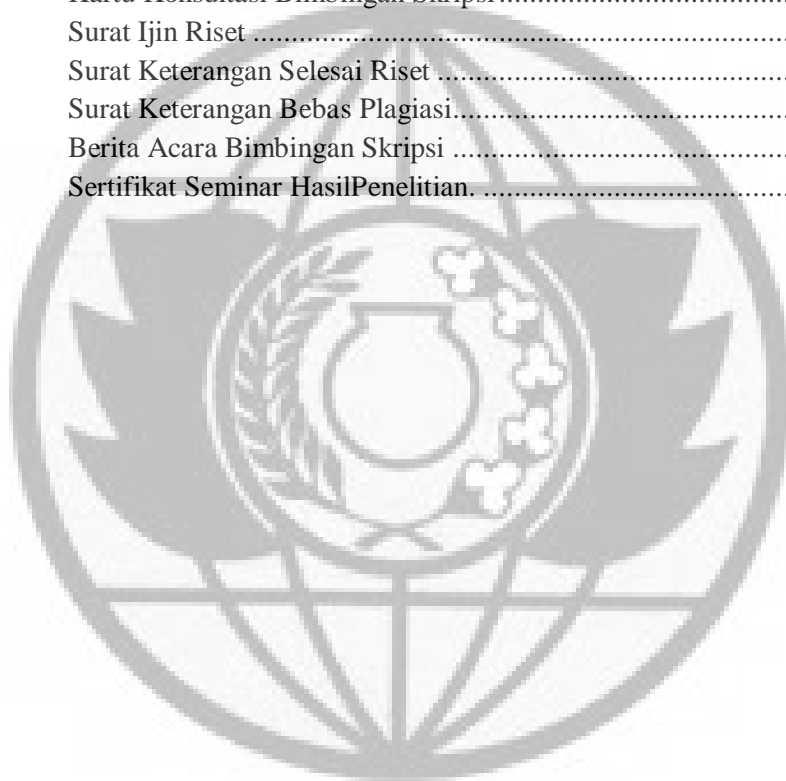 Surat Ijin Riset ..................................................................................
Surat Keterangan Selesai Riset ......................................................
Surat Keterangan Bebas Plagiasi....................................................
Berita Acara Bimbingan Skripsi ....................................................
Sertifikat Seminar HasilPenelitian. ................................................